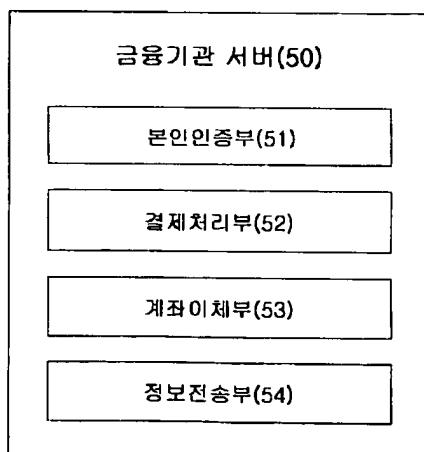 금융기관 서버(50)
본인인증부(51)
결제처리부(52)
계좌이체부(53)
정보전송부(54)